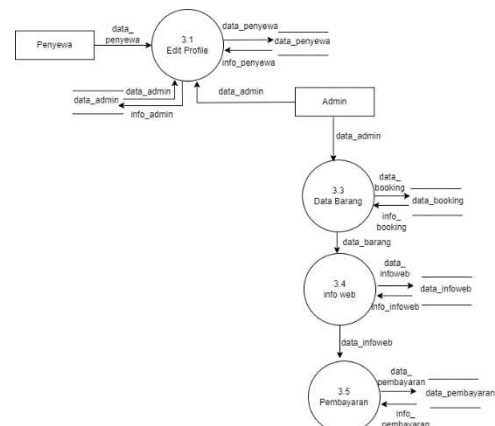 data_
penyewa
Penyewa
3.1
Edit Profile
data_penyewa
data_penyewa
info_penyewa
data_admin
data_admin
info_admin
data_admin
Admin
data_admin
3.3
Data Barang
data_
booking
data_booking
info_
booking
data_barang
3.4
info web
data_
infoweb
data_infoweb
info_infoweb
data_infoweb
3.5
Pembayaran
data_
pembayaran
data_pembayaran
info_
pembayaran